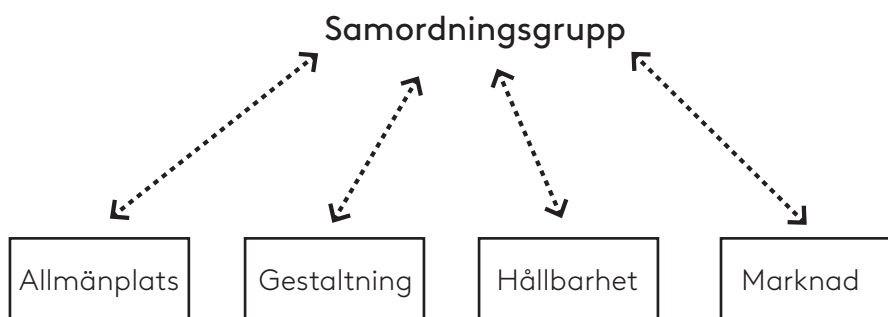 Samordningsgrupp
Allmänplats
Gestaltning
Hållbarhet
Marknad